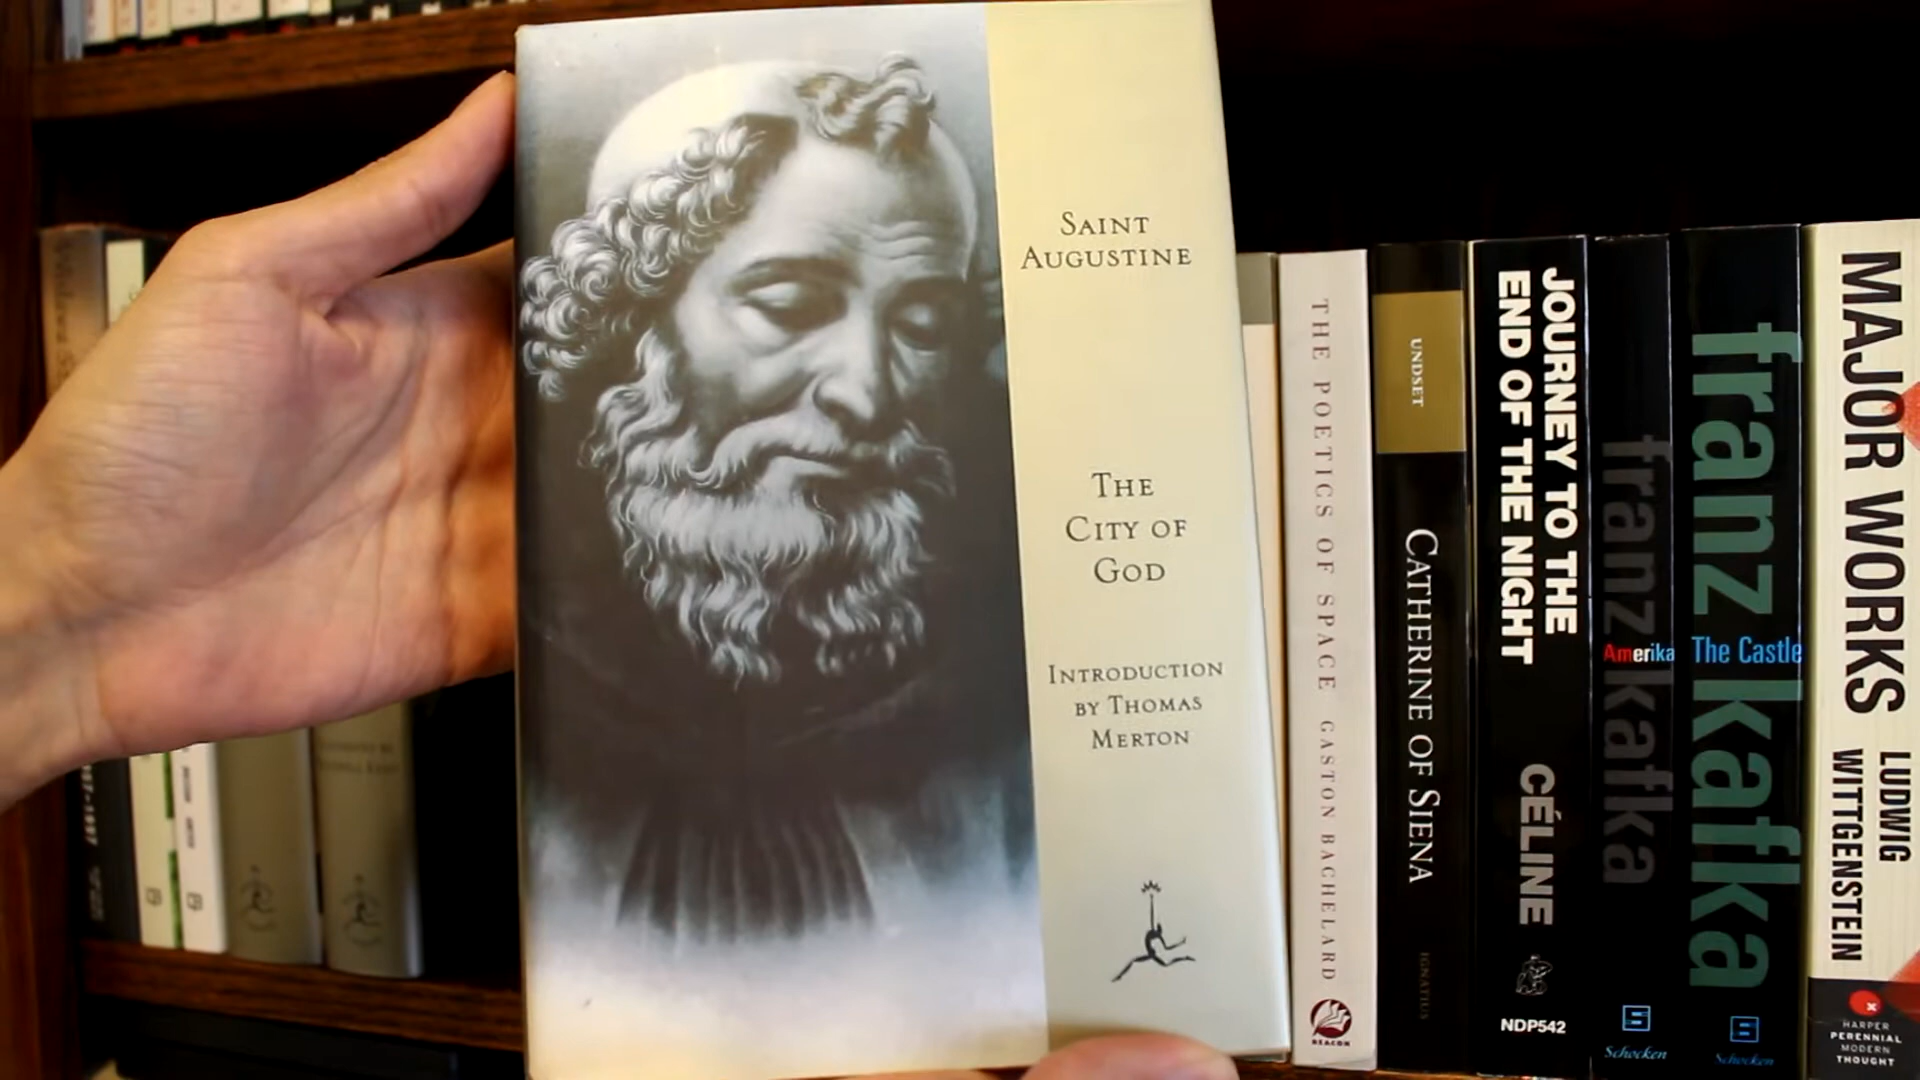 SAINT
AUGUSTINE
THE
CITY OF
GOD
INTRODUCTION
BY THOMAS
MERTON
THE POETICS OF SPACE GASTON BACHELARD
BEACON
UNDSET
CATHERINE OF SIENA
IGNATIUS
JOURNEY TO THE
END OF THE NIGHT
CÉLINE
NDP542
franz kafka
Amerika
Schocken
franz kafka
The Castle
Schocken
MAJOR WORKS
LUDWIG
WITTGENSTEIN
HARPER
PERENNIAL
MODERN
THOUGHT